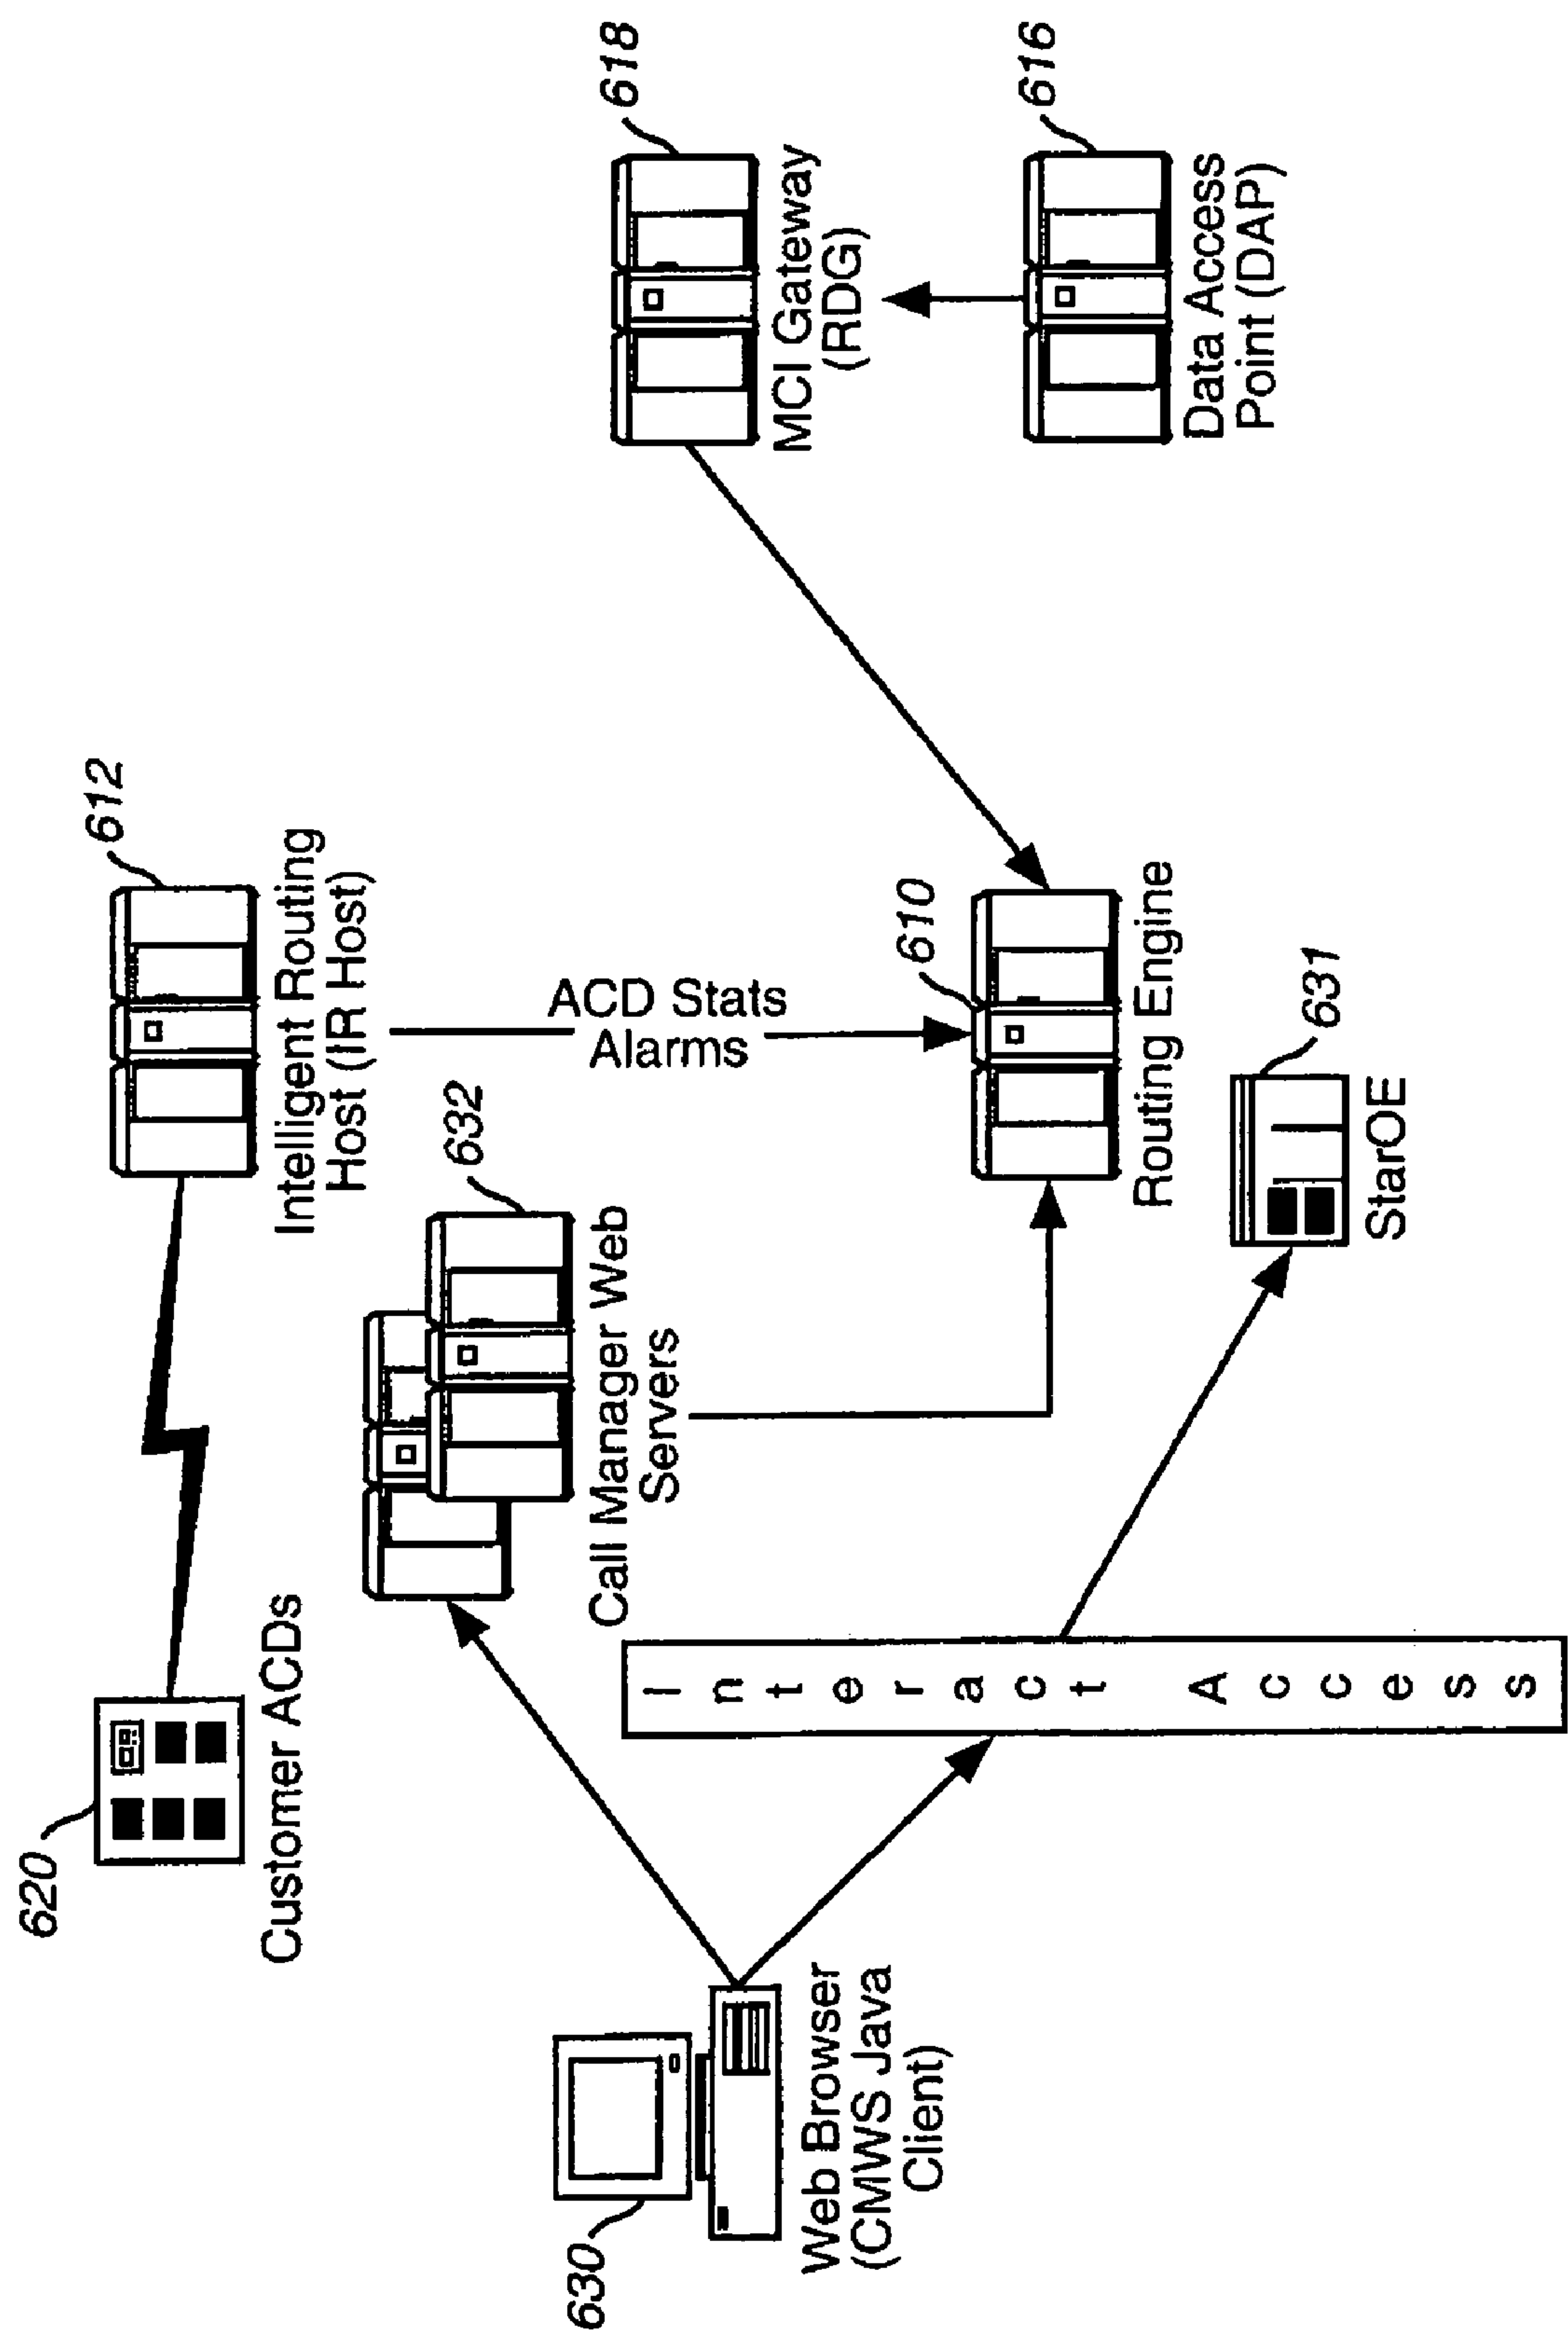 620
Customer ACDs
612
Intelligent Routing
Host (IR Host)
618
MCI Gateway
(RDG)
632
Call Manager Web
Servers
ACD Stats
Alarms
630
Web Browser
(CMWS Java
Client)
Interact Access
610
Routing Engine
631
StarOE
616
Data Access
Point (DAP)